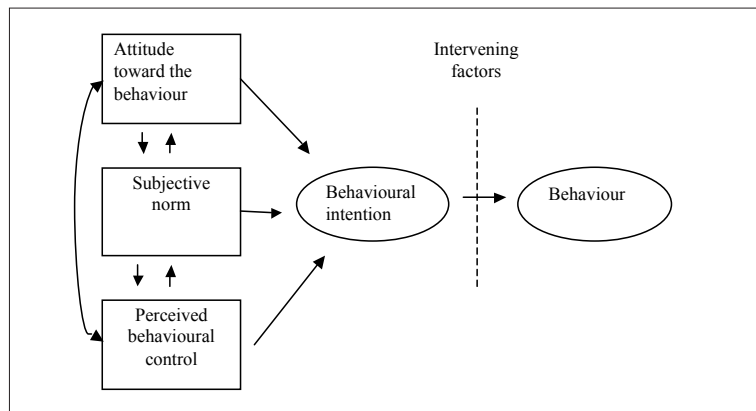 Attitude
toward the
behaviour
Intervening
factors
Subjective
norm
Behavioural
intention
Behaviour
Perceived
behavioural
control